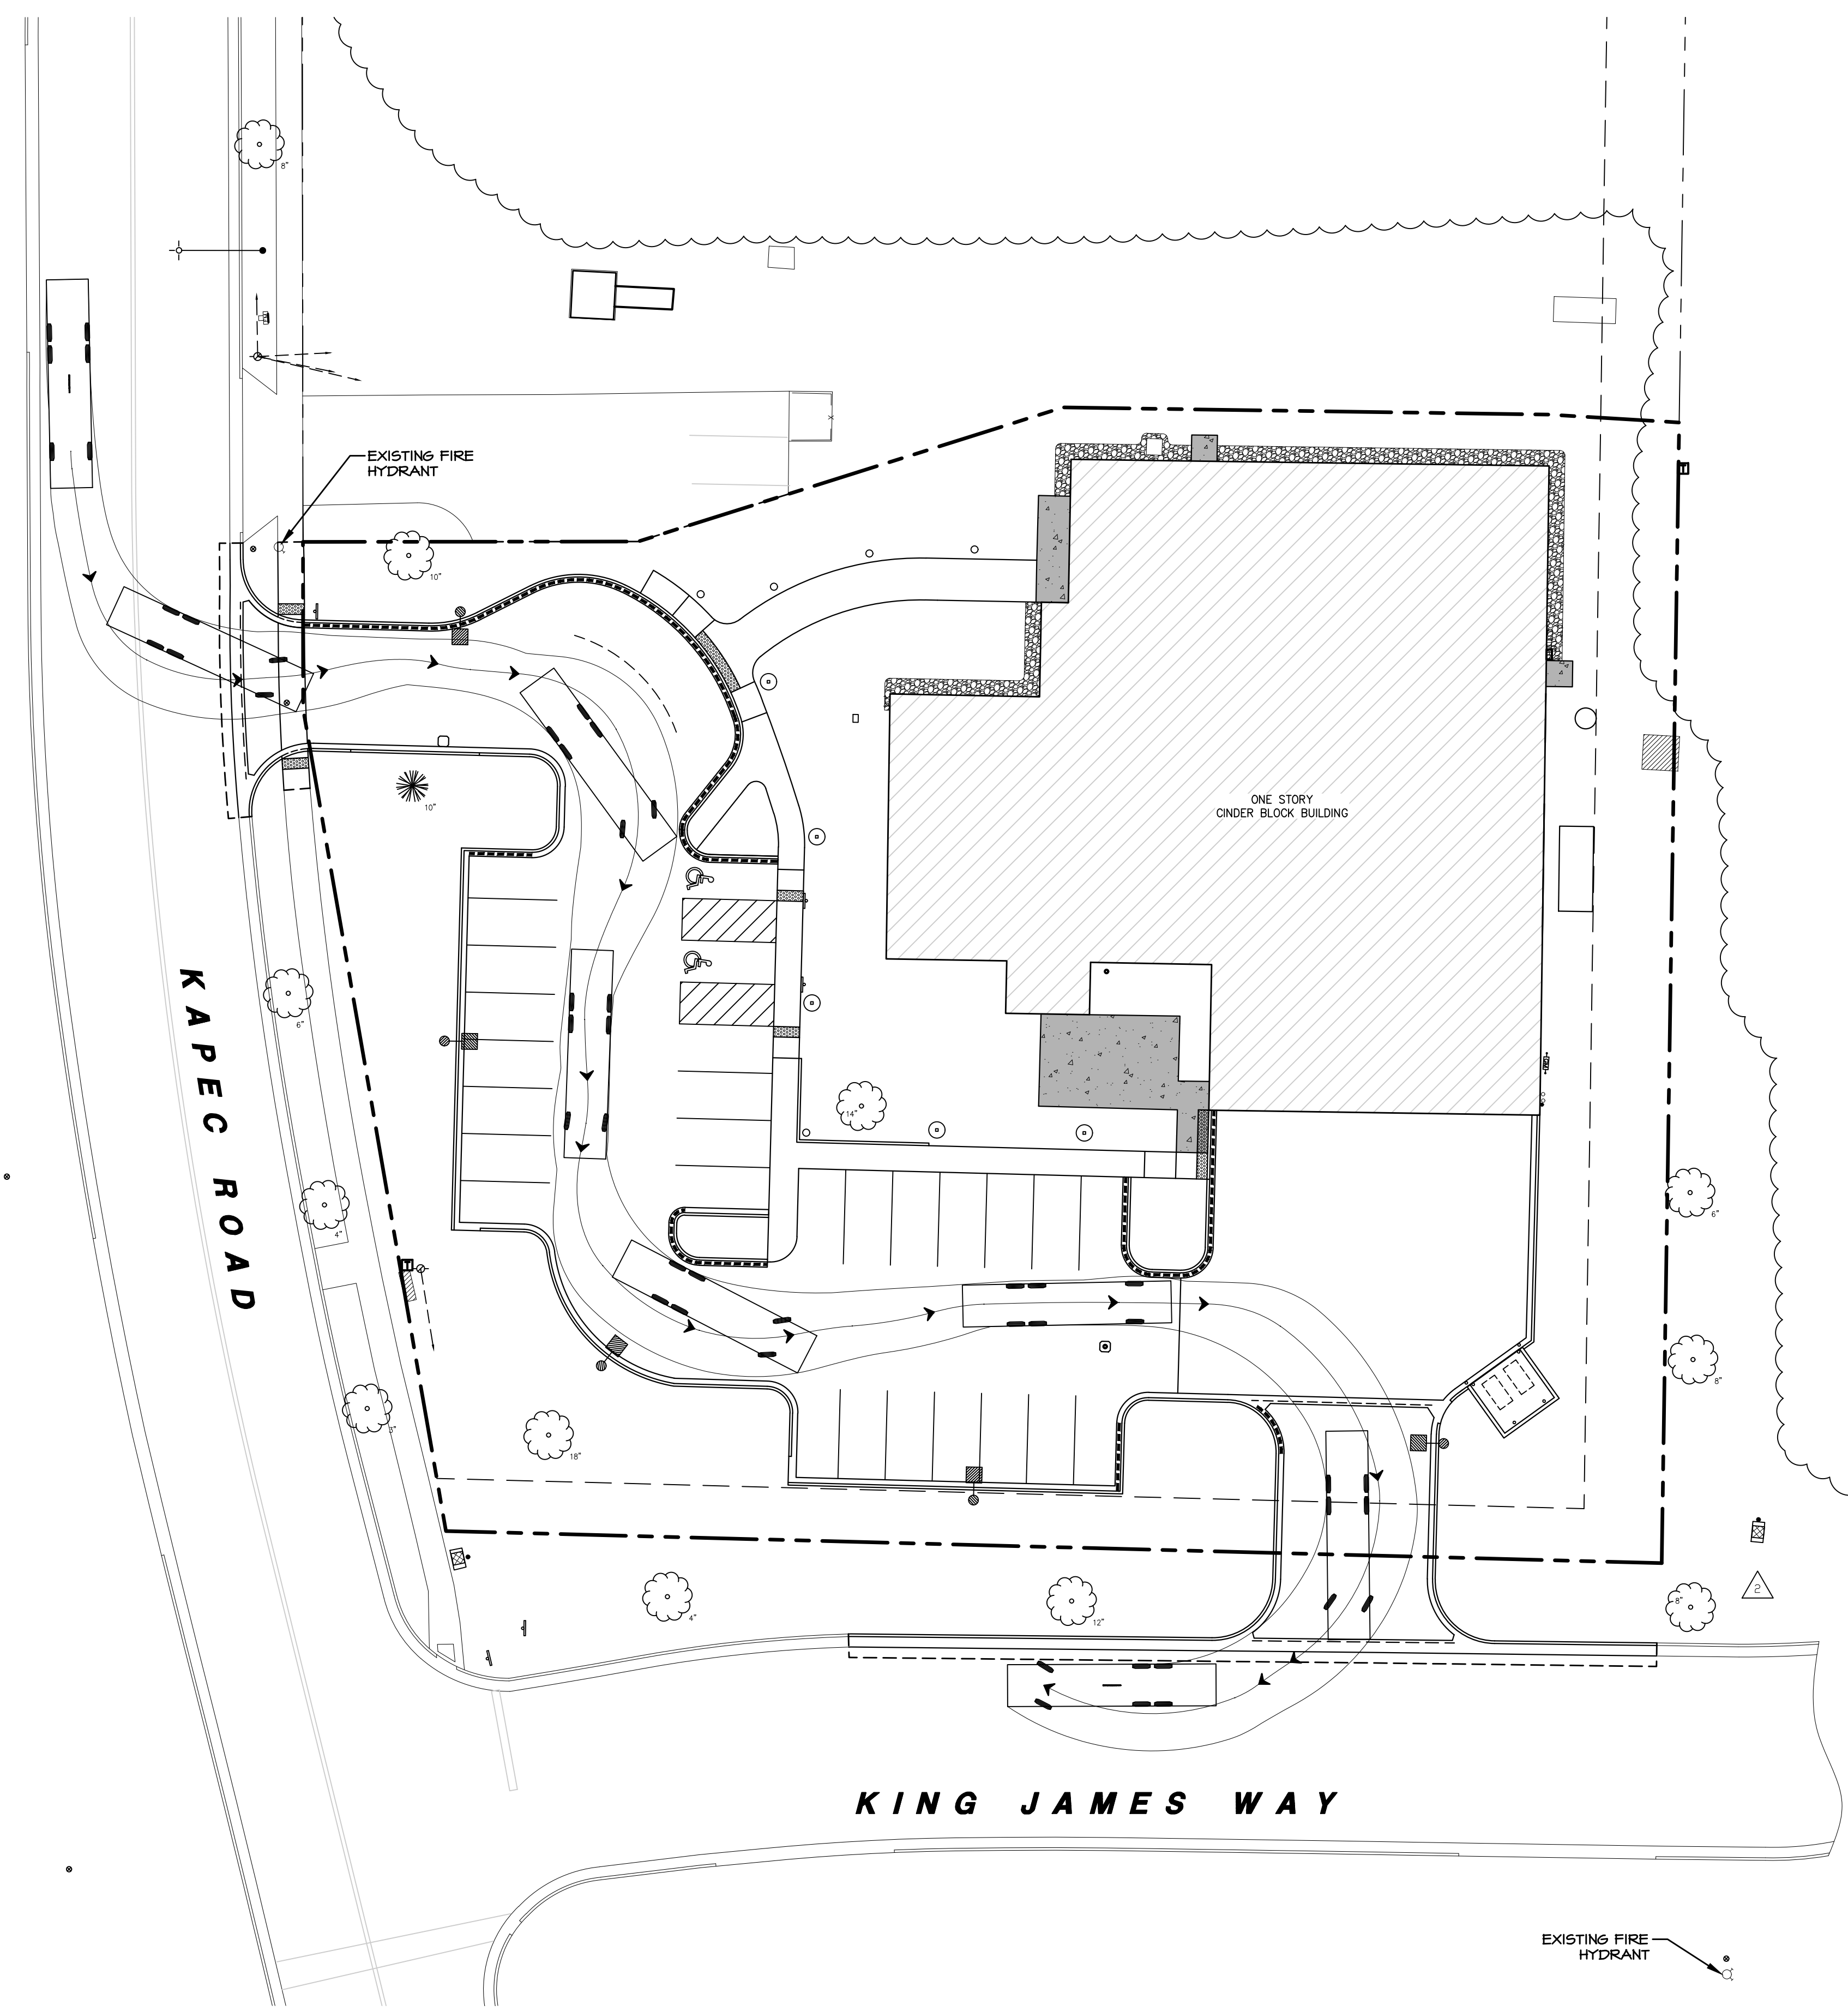 8"
EXISTING FIRE
HYDRANT
10"
ONE STORY
CINDER BLOCK BUILDING
10"
KAPEC ROAD
6"
14"
4"
6"
8"
3"
18"
4"
12"
8"
2
KING JAMES WAY
EXISTING FIRE
HYDRANT